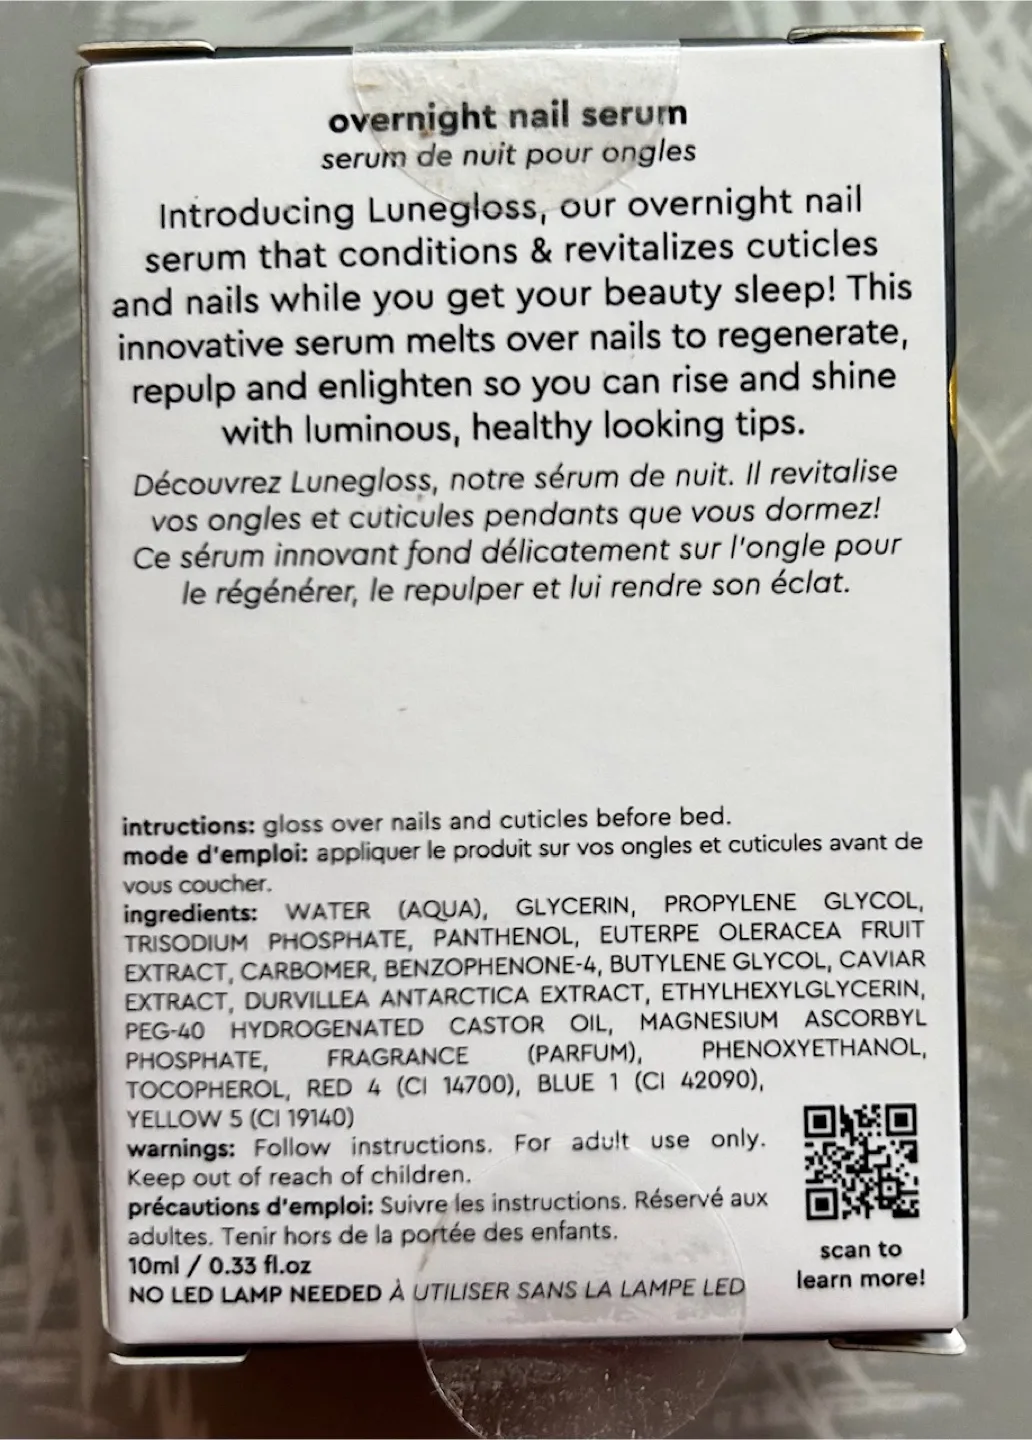 overnight nail serum
serum de nuit pour ongles
Introducing Lunegloss, our overnight nail
serum that conditions & revitalizes cuticles
and nails while you get your beauty sleep! This
innovative serum melts over nails to regenerate,
repulp and enlighten so you can rise and shine
with luminous, healthy looking tips.
Découvrez Lunegloss, notre sérum de nuit. Il revitalise
vos ongles et cuticules pendants que vous dormez!
Ce sérum innovant fond délicatement sur l'ongle pour
le régénérer, le repulper et lui rendre son éclat.
intructions: gloss over nails and cuticles before bed.
mode d'emploi: appliquer le produit sur vos ongles et cuticules avant de
vous coucher.
ingredients: WATER (AQUA), GLYCERIN, PROPYLENE GLYCOL,
TRISODIUM PHOSPHATE, PANTHENOL, EUTERPE OLERACEA FRUIT
EXTRACT, CARBOMER, BENZOPHENONE-4, BUTYLENE GLYCOL, CAVIAR
EXTRACT, DURVILLEA ANTARCTICA EXTRACT, ETHYLHEXYLGLYCERIN,
PEG-40 HYDROGENATED CASTOR OIL, MAGNESIUM ASCORBYL
PHOSPHATE, FRAGRANCE (PARFUM), PHENOXYETHANOL,
TOCOPHEROL, RED 4 (CI 14700), BLUE 1 (CI 42090),
YELLOW 5 (CI 19140)
warnings: Follow instructions. For adult use only.
Keep out of reach of children.
précautions d'emploi: Suivre les instructions. Réservé aux
adultes. Tenir hors de la portée des enfants.
10ml / 0.33 fl.oz
NO LED LAMP NEEDED À UTILISER SANS LA LAMPE LED
scan to
learn more!